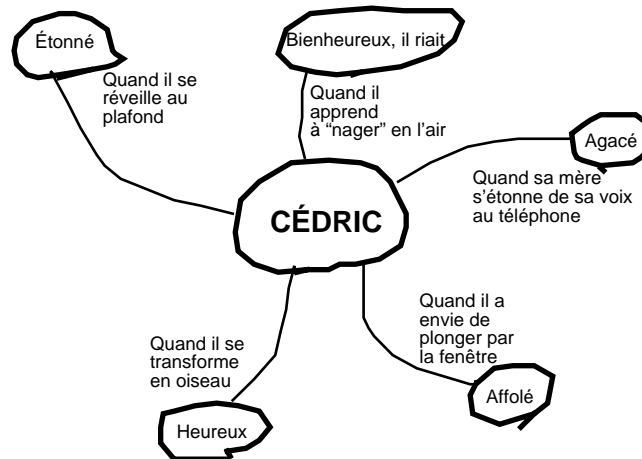 Étonné
Quand il se
réveille au
plafond
Bienheureux, il riait
Quand il
apprend
à “nager” en l’air
Agacé
Quand sa mère
s’étonne de sa voix
au téléphone
CÉDRIC
Quand il a
envie de
plonger par
la fenêtre
Affolé
Quand il se
transforme
en oiseau
Heureux